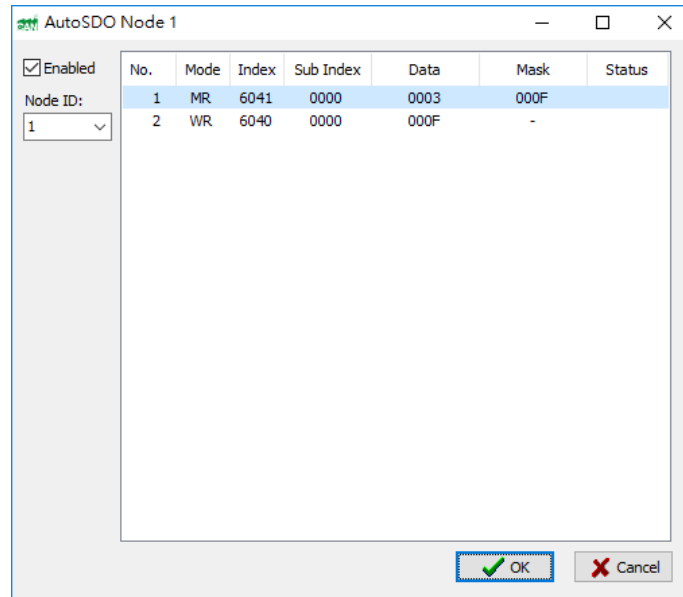 AutoSDO Node 1
Enabled
Node ID:
1
No. Mode Index Sub Index Data Mask Status
1 MR 6041 0000 0003 000F
2 WR 6040 0000 000F -
OK Cancel